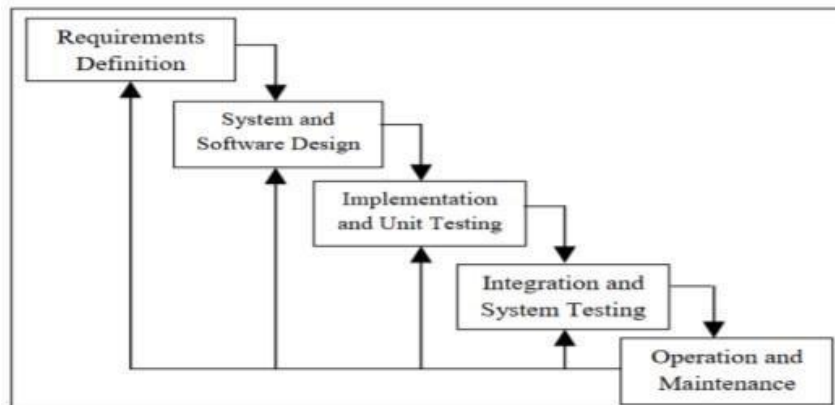 Requirements
Definition
System and
Software Design
Implementation
and Unit Testing
Integration and
System Testing
Operation and
Maintenance